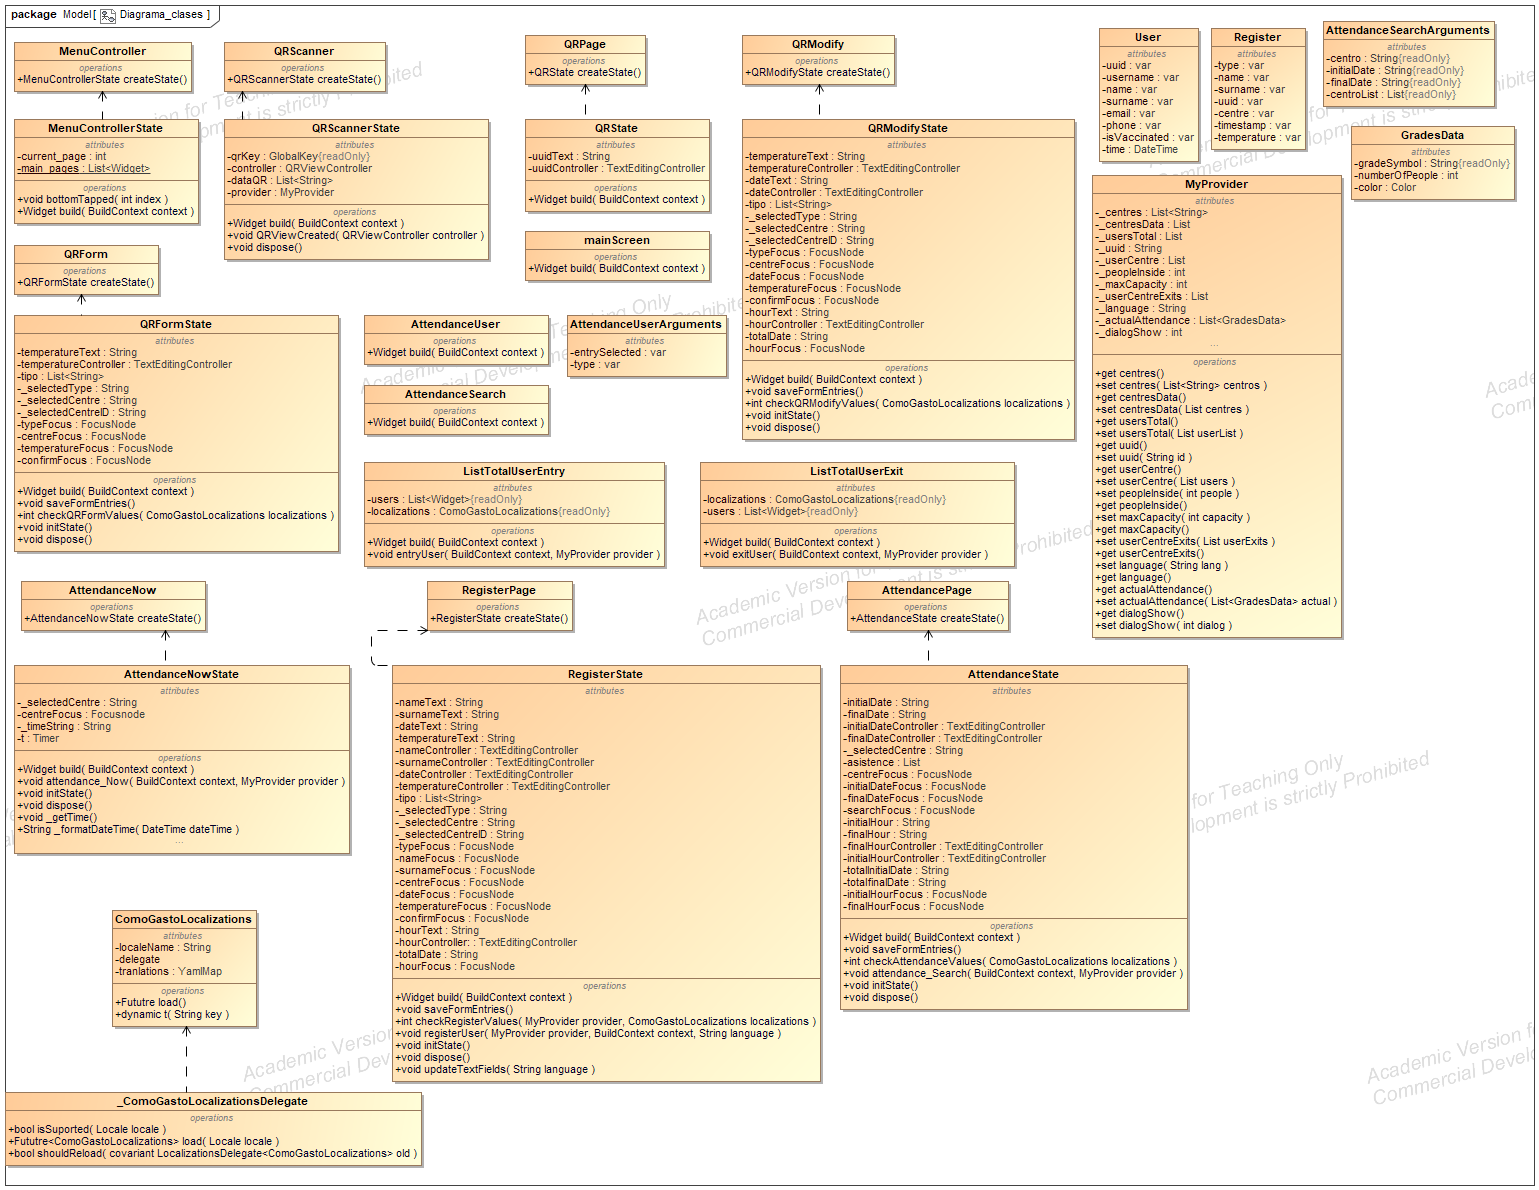 package Model[ Diagrama_clases ]
MenuController
operations
+MenuControllerState createState()
QRScanner
operations
+QRScannerState createState()
QRPage
operations
+QRState createState()
QRModify
operations
+QRModifyState createState()
User
attributes
-uuid : var
-username : var
-name : var
-surname : var
-email : var
-phone : var
-isVaccinated : var
-time : DateTime
Register
attributes
-type : var
-name : var
-surname : var
-uuid : var
-centre : var
-timestamp : var
-temperature : var
AttendanceSearchArguments
attributes
-centro : String{readOnly}
-initialDate : String{readOnly}
-finalDate : String{readOnly}
-centroList : List{readOnly}
GradesData
attributes
-gradeSymbol : String{readOnly}
-numberOfPeople : int
-color : Color
MenuControllerState
attributes
-current_page : int
-main_pages : List<Widget>
operations
+void bottomTapped( int index )
+Widget build( BuildContext context )
QRScannerState
attributes
-qrKey : GlobalKey{readOnly}
-controller : QRViewController
-dataQR : List<String>
-provider : MyProvider
operations
+Widget build( BuildContext context )
+void QRViewCreated( QRViewController controller )
+void dispose()
QRState
attributes
-uuidText : String
-uuidController : TextEditingController
operations
+Widget build( BuildContext context )
mainScreen
operations
+Widget build( BuildContext context )
QRModifyState
attributes
-temperatureText : String
-temperatureController : TextEditingController
-dateText : String
-dateController : TextEditingController
-tipo : List<String>
-_selectedType : String
-_selectedCentre : String
-_selectedCentreID : String
-typeFocus : FocusNode
-centreFocus : FocusNode
-dateFocus : FocusNode
-temperatureFocus : FocusNode
-confirmFocus : FocusNode
-hourText : String
-hourController : TextEditingController
-totalDate : String
-hourFocus : FocusNode
operations
+Widget build( BuildContext context )
+void saveFormEntries()
+int checkQRModifyValues( ComoGastoLocalizations localizations )
+void initState()
+void dispose()
MyProvider
attributes
-_centres : List<String>
-_centresData : List
-_usersTotal : List
-_uuid : String
-_userCentre : List
-_peopleInside : int
-_maxCapacity : int
-_userCentreExits : List
-_language : String
-_actualAttendance : List<GradesData>
-_dialogShow : int
...
operations
+get centres()
+set centres( List<String> centros )
+get centresData()
+set centresData( List centres )
+get usersTotal()
+set usersTotal( List userList )
+get uuid()
+set uuid( String id )
+get userCentre()
+set userCentre( List users )
+set peopleInside( int people )
+get peopleInside()
+set maxCapacity( int capacity )
+get maxCapacity()
+set userCentreExits( List userExits )
+get userCentreExits()
+set language( String lang )
+get language()
+get actualAttendance()
+set actualAttendance( List<GradesData> actual )
+get dialogShow()
+set dialogShow( int dialog )
QRForm
operations
+QRFormState createState()
QRFormState
attributes
-temperatureText : String
-temperatureController : TextEditingController
-tipo : List<String>
-_selectedType : String
-_selectedCentre : String
-_selectedCentreID : String
-typeFocus : FocusNode
-centreFocus : FocusNode
-temperatureFocus : FocusNode
-confirmFocus : FocusNode
operations
+Widget build( BuildContext context )
+void saveFormEntries()
+int checkQRFormValues( ComoGastoLocalizations localizations )
+void initState()
+void dispose()
AttendanceUser
operations
+Widget build( BuildContext context )
AttendanceUserArguments
attributes
-entrySelected : var
-type : var
AttendanceSearch
operations
+Widget build( BuildContext context )
ListTotalUserEntry
attributes
-users : List<Widget>{readOnly}
-localizations : ComoGastoLocalizations{readOnly}
operations
+Widget build( BuildContext context )
+void entryUser( BuildContext context, MyProvider provider )
ListTotalUserExit
attributes
-localizations : ComoGastoLocalizations{readOnly}
-users : List<Widget>{readOnly}
operations
+Widget build( BuildContext context )
+void exitUser( BuildContext context, MyProvider provider )
AttendanceNow
operations
+AttendanceNowState createState()
RegisterPage
operations
+RegisterState createState()
AttendancePage
operations
+AttendanceState createState()
AttendanceNowState
attributes
-_selectedCentre : String
-centreFocus : Focusnode
-_timeString : String
-t : Timer
operations
+Widget build( BuildContext context )
+void attendance_Now( BuildContext context, MyProvider provider )
+void initState()
+void dispose()
+void _getTime()
+String _formatDateTime( DateTime dateTime )
...
RegisterState
attributes
-nameText : String
-surnameText : String
-dateText : String
-temperatureText : String
-nameController : TextEditingController
-surnameController : TextEditingController
-dateController : TextEditingController
-temperatureController : TextEditingController
-tipo : List<String>
-_selectedType : String
-_selectedCentre : String
-_selectedCentreID : String
-typeFocus : FocusNode
-nameFocus : FocusNode
-surnameFocus : FocusNode
-centreFocus : FocusNode
-dateFocus : FocusNode
-temperatureFocus : FocusNode
-confirmFocus : FocusNode
-hourText : String
-hourController: : TextEditingController
-totalDate : String
-hourFocus : FocusNode
operations
+Widget build( BuildContext context )
+void saveFormEntries()
+int checkRegisterValues( MyProvider provider, ComoGastoLocalizations localizations )
+void registerUser( MyProvider provider, BuildContext context, String language )
+void initState()
+void dispose()
+void updateTextFields( String language )
AttendanceState
attributes
-initialDate : String
-finalDate : String
-initialDateController : TextEditingController
-finalDateController : TextEditingController
-_selectedCentre : String
-asistence : List
-centreFocus : FocusNode
-initialDateFocus : FocusNode
-finalDateFocus : FocusNode
-searchFocus : FocusNode
-initialHour : String
-finalHour : String
-finalHourController : TextEditingController
-initialHourController : TextEditingController
-totalInitialDate : String
-totalfinalDate : String
-initialHourFocus : FocusNode
-finalHourFocus : FocusNode
operations
+Widget build( BuildContext context )
+void saveFormEntries()
+int checkAttendanceValues( ComoGastoLocalizations localizations )
+void attendance_Search( BuildContext context, MyProvider provider )
+void initState()
+void dispose()
ComoGastoLocalizations
attributes
-localeName : String
-delegate
-tranlations : YamlMap
operations
+Fututre load()
+dynamic t( String key )
_ComoGastoLocalizationsDelegate
operations
+bool isSuported( Locale locale )
+Fututre<ComoGastoLocalizations> load( Locale locale )
+bool shouldReload( covariant LocalizationsDelegate<ComoGastoLocalizations> old )